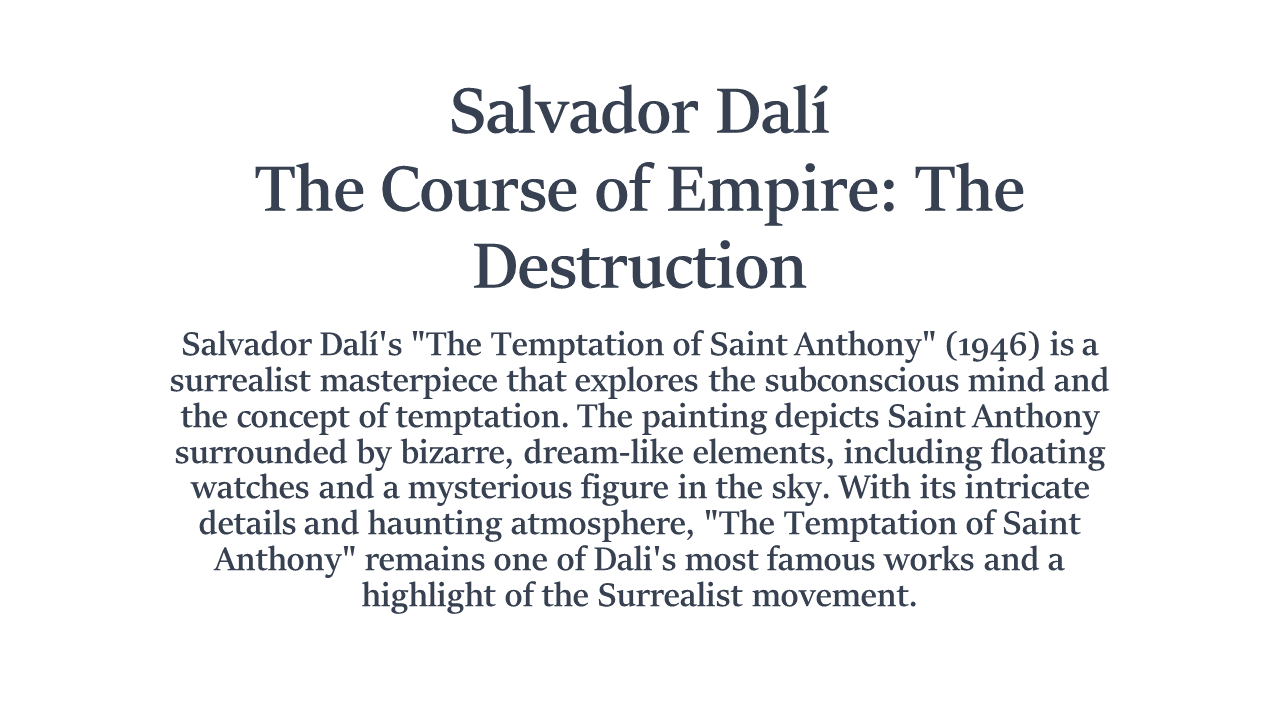 Salvador Dalí
The Course of Empire: The
Destruction
Salvador Dalí's "The Temptation of Saint Anthony" (1946) is a
surrealist masterpiece that explores the subconscious mind and
the concept of temptation. The painting depicts Saint Anthony
surrounded by bizarre, dream-like elements, including floating
watches and a mysterious figure in the sky. With its intricate
details and haunting atmosphere, "The Temptation of Saint
Anthony" remains one of Dali's most famous works and a
highlight of the Surrealist movement.